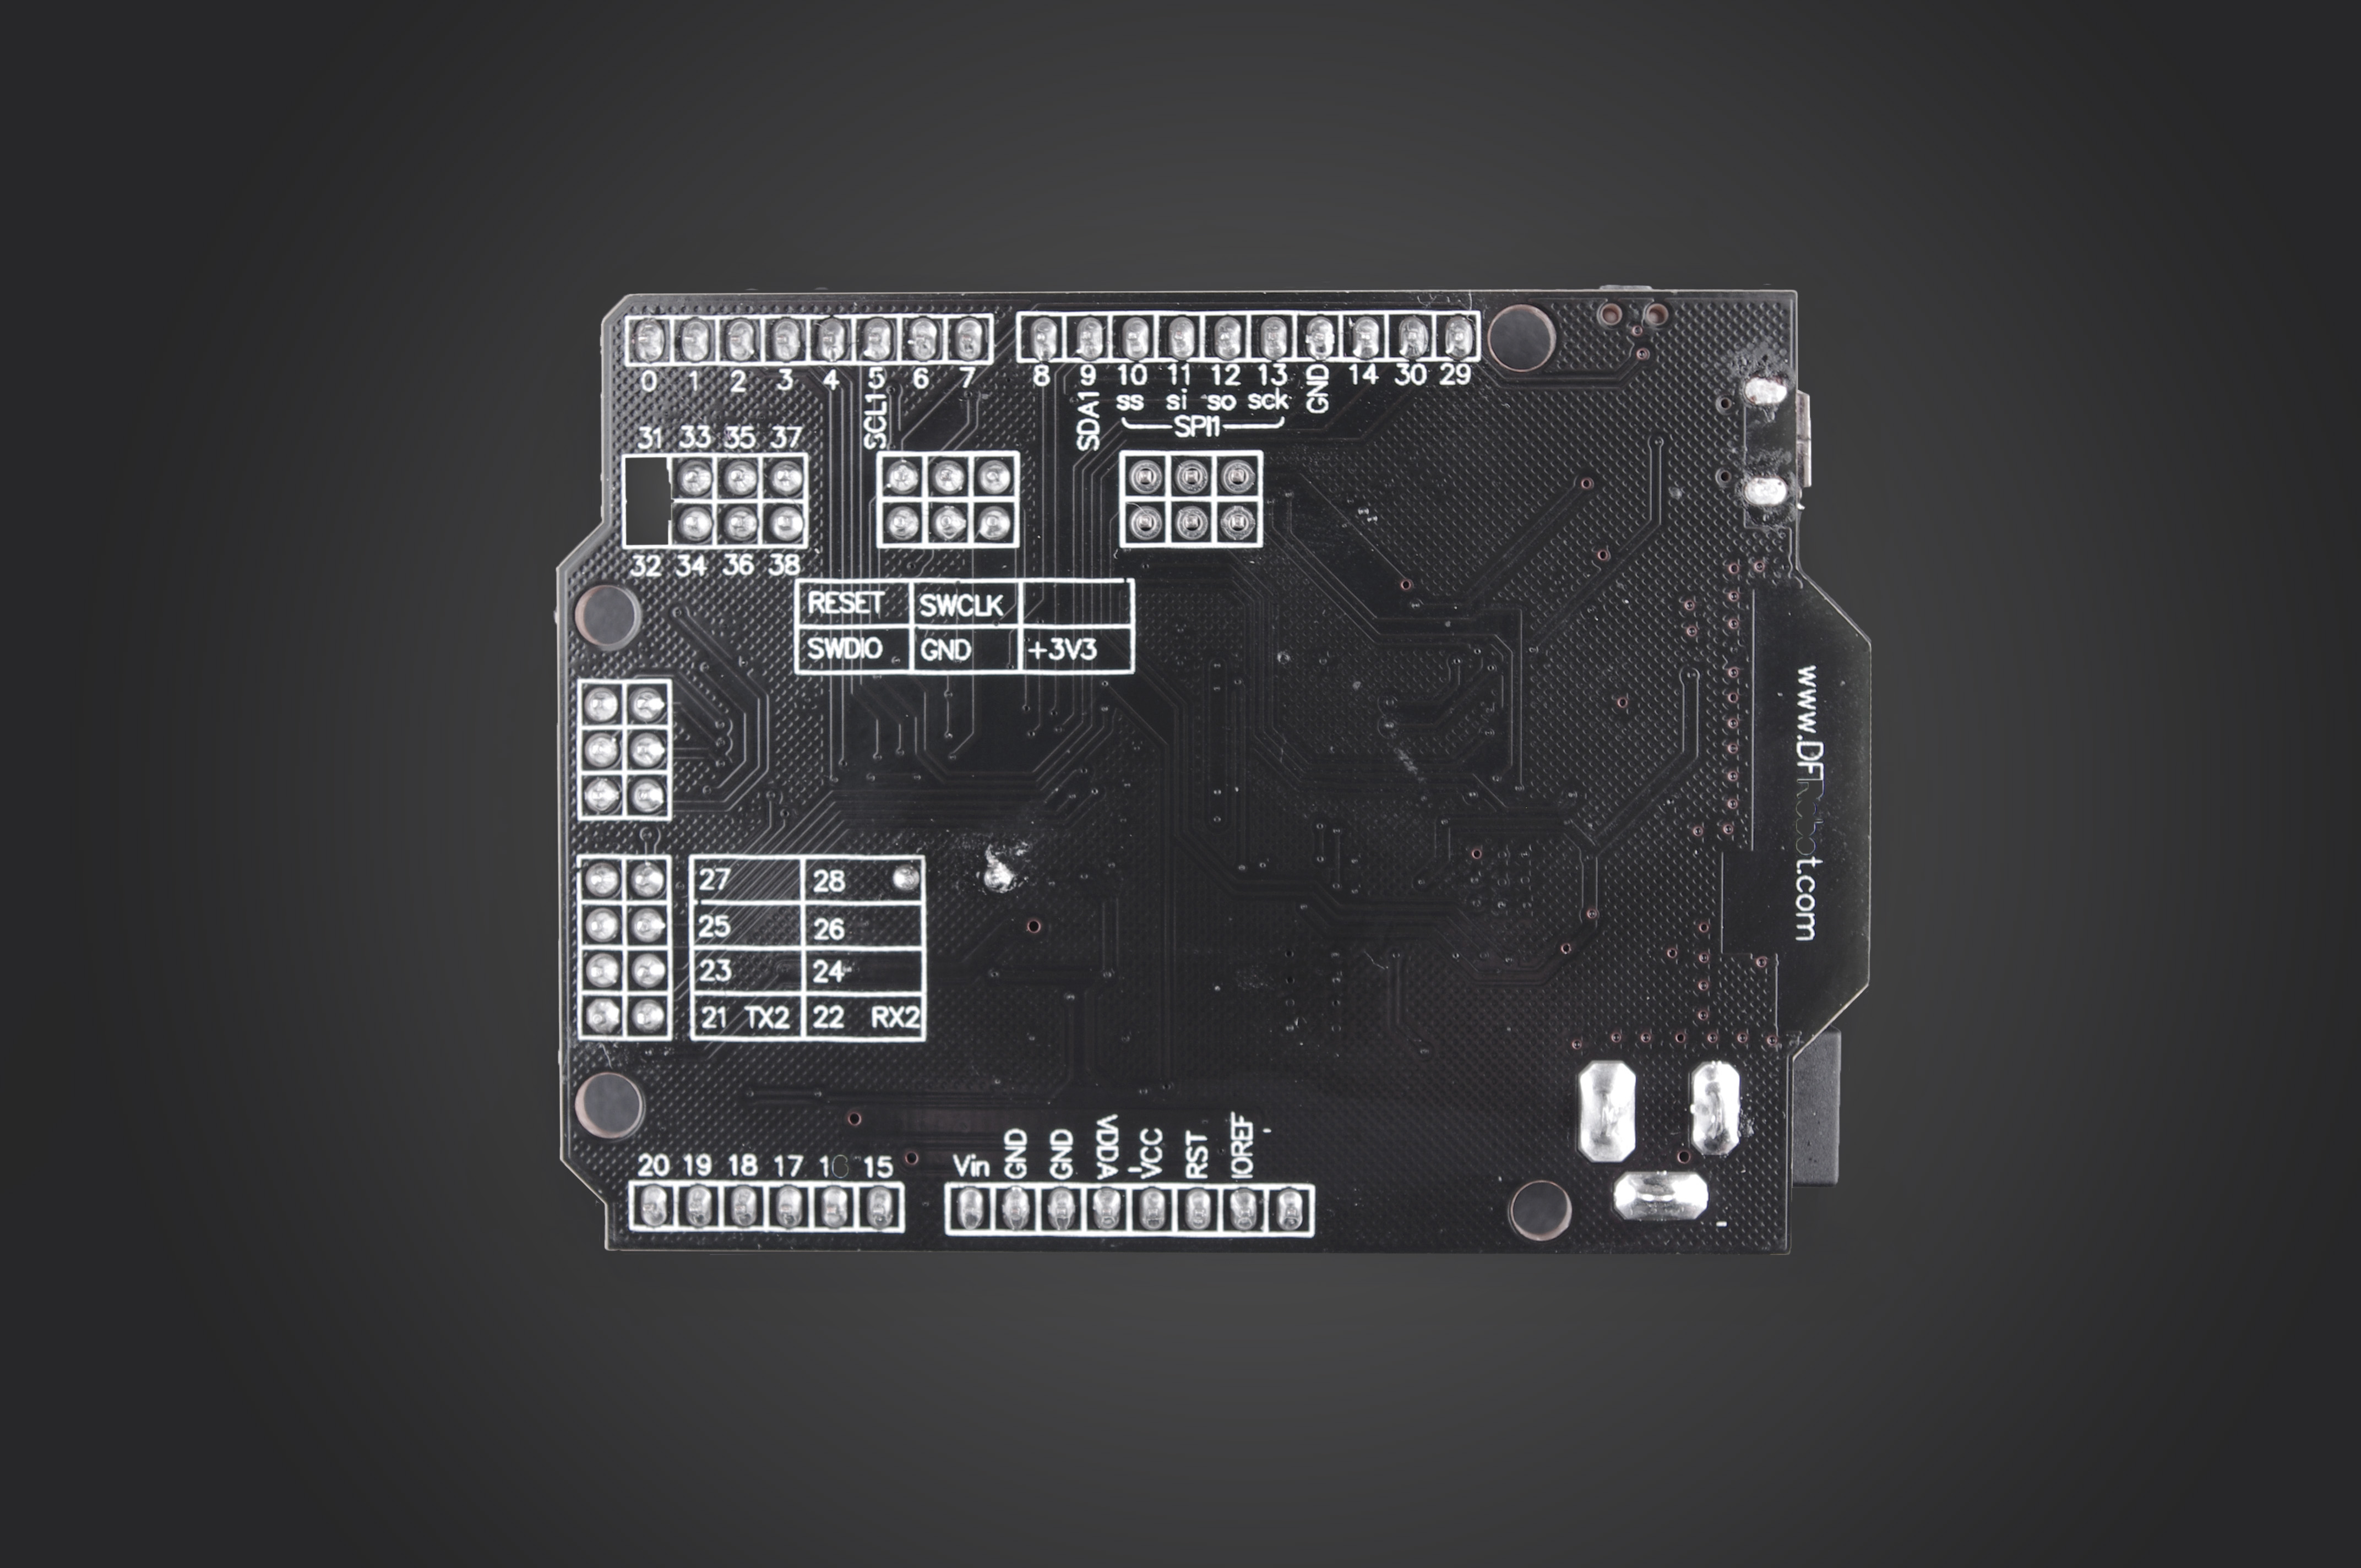 0 1 2 3 4 5 6 7
8 9 10 11 12 13 GND 14 30 29
SCL1
SDA1
ss si so sck
SPI1
31 33 35 37
32 34 36 38
RESET SWCLK
SWDIO GND +3V3
27 28
25 26
23 24
21 TX2 22 RX2
20 19 18 17 15
Vin GND GND VDDA VCC RST IOREF